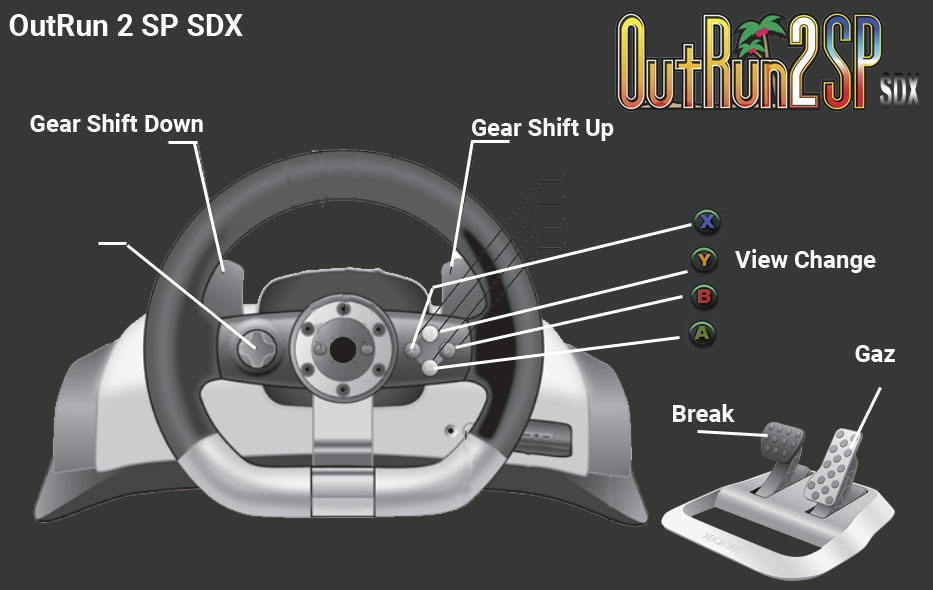 OutRun 2 SP SDX
OutRun2SP
SDX
Gear Shift Down
Gear Shift Up
X
Y View Change
B
A
Gaz
Break
XBOX 360